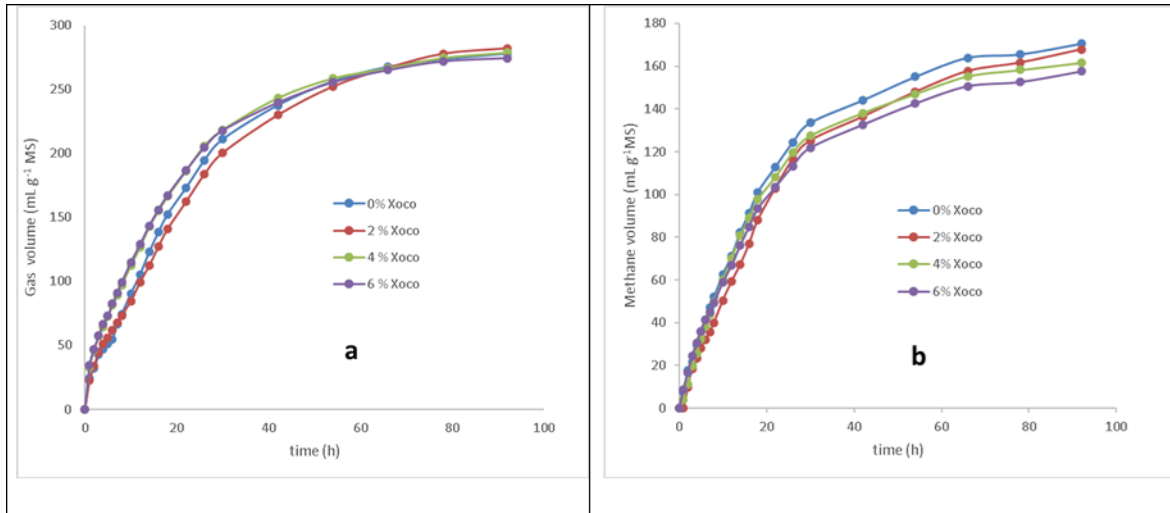 300
250
200
150
100
50
0
Gas volume (mL g⁻¹ MS)
0% Xoco
2 % Xoco
4 % Xoco
6 % Xoco
a
0 20 40 60 80 100
time (h)
180
160
140
120
100
80
60
40
20
0
Methane volume (mL g⁻¹MS)
0% Xoco
2% Xoco
4% Xoco
6% Xoco
b
0 20 40 60 80 100
time (h)